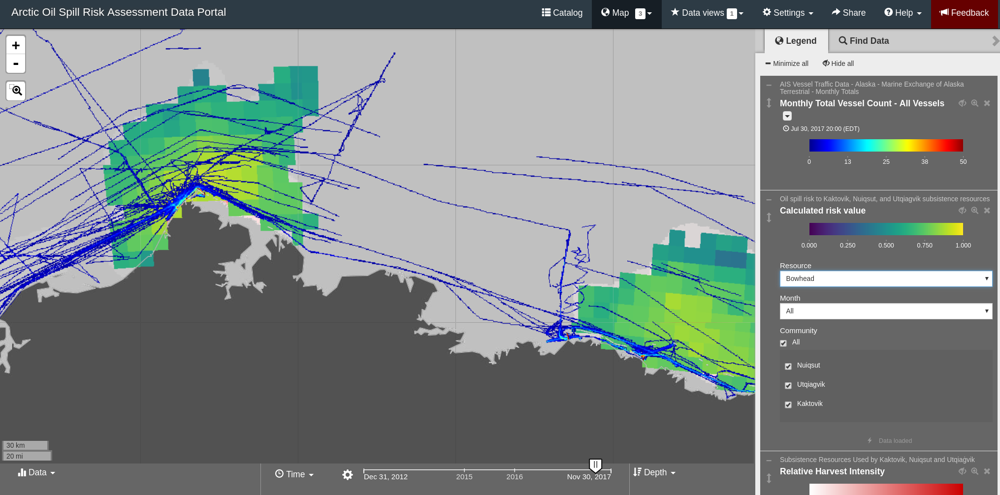 Arctic Oil Spill Risk Assessment Data Portal
Catalog
Map 3
Data views 1
Settings
Share
Help
Feedback
+
-
Legend
Find Data
Minimize all
Hide all
AIS Vessel Traffic Data - Alaska - Marine Exchange of Alaska
Terrestrial - Monthly Totals
Monthly Total Vessel Count - All Vessels
Jul 30, 2017 20:00 (EDT)
0 13 25 38 50
Oil spill risk to Kaktovik, Nuiqsut, and Utqiagvik subsistence resources
Calculated risk value
0.000 0.250 0.500 0.750 1.000
Resource
Bowhead
Month
All
Community
All
Nuiqsut
Utqiagvik
Kaktovik
Data loaded
Subsistence Resources Used by Kaktovik, Nuiqsut and Utqiaġvik
Relative Harvest Intensity
30 km
20 mi
Data
Time
Dec 31, 2012
2015
2016
Nov 30, 2017
Depth